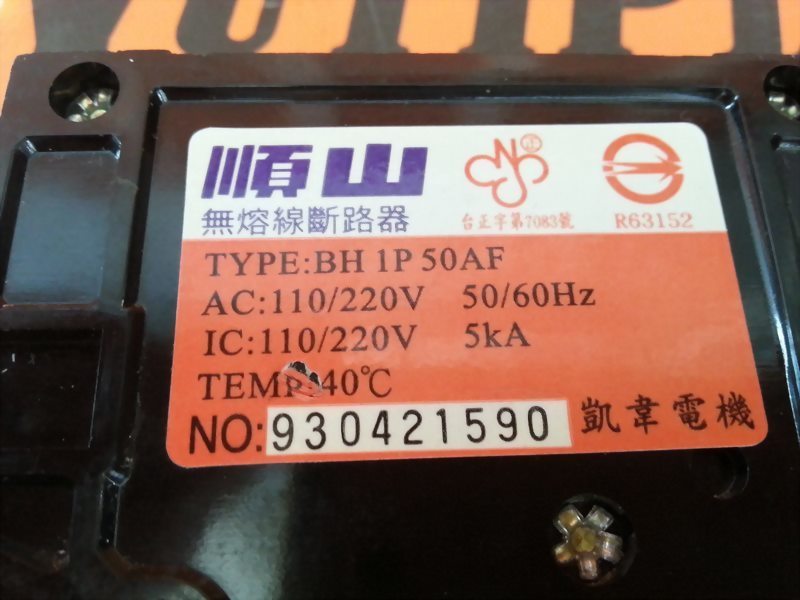 順山
無熔線斷路器
CNS 正
台正字第7083號
R63152
TYPE:BH 1P 50AF
AC:110/220V 50/60Hz
IC:110/220V 5kA
TEMP:40℃
NO:930421590
凱韋電機